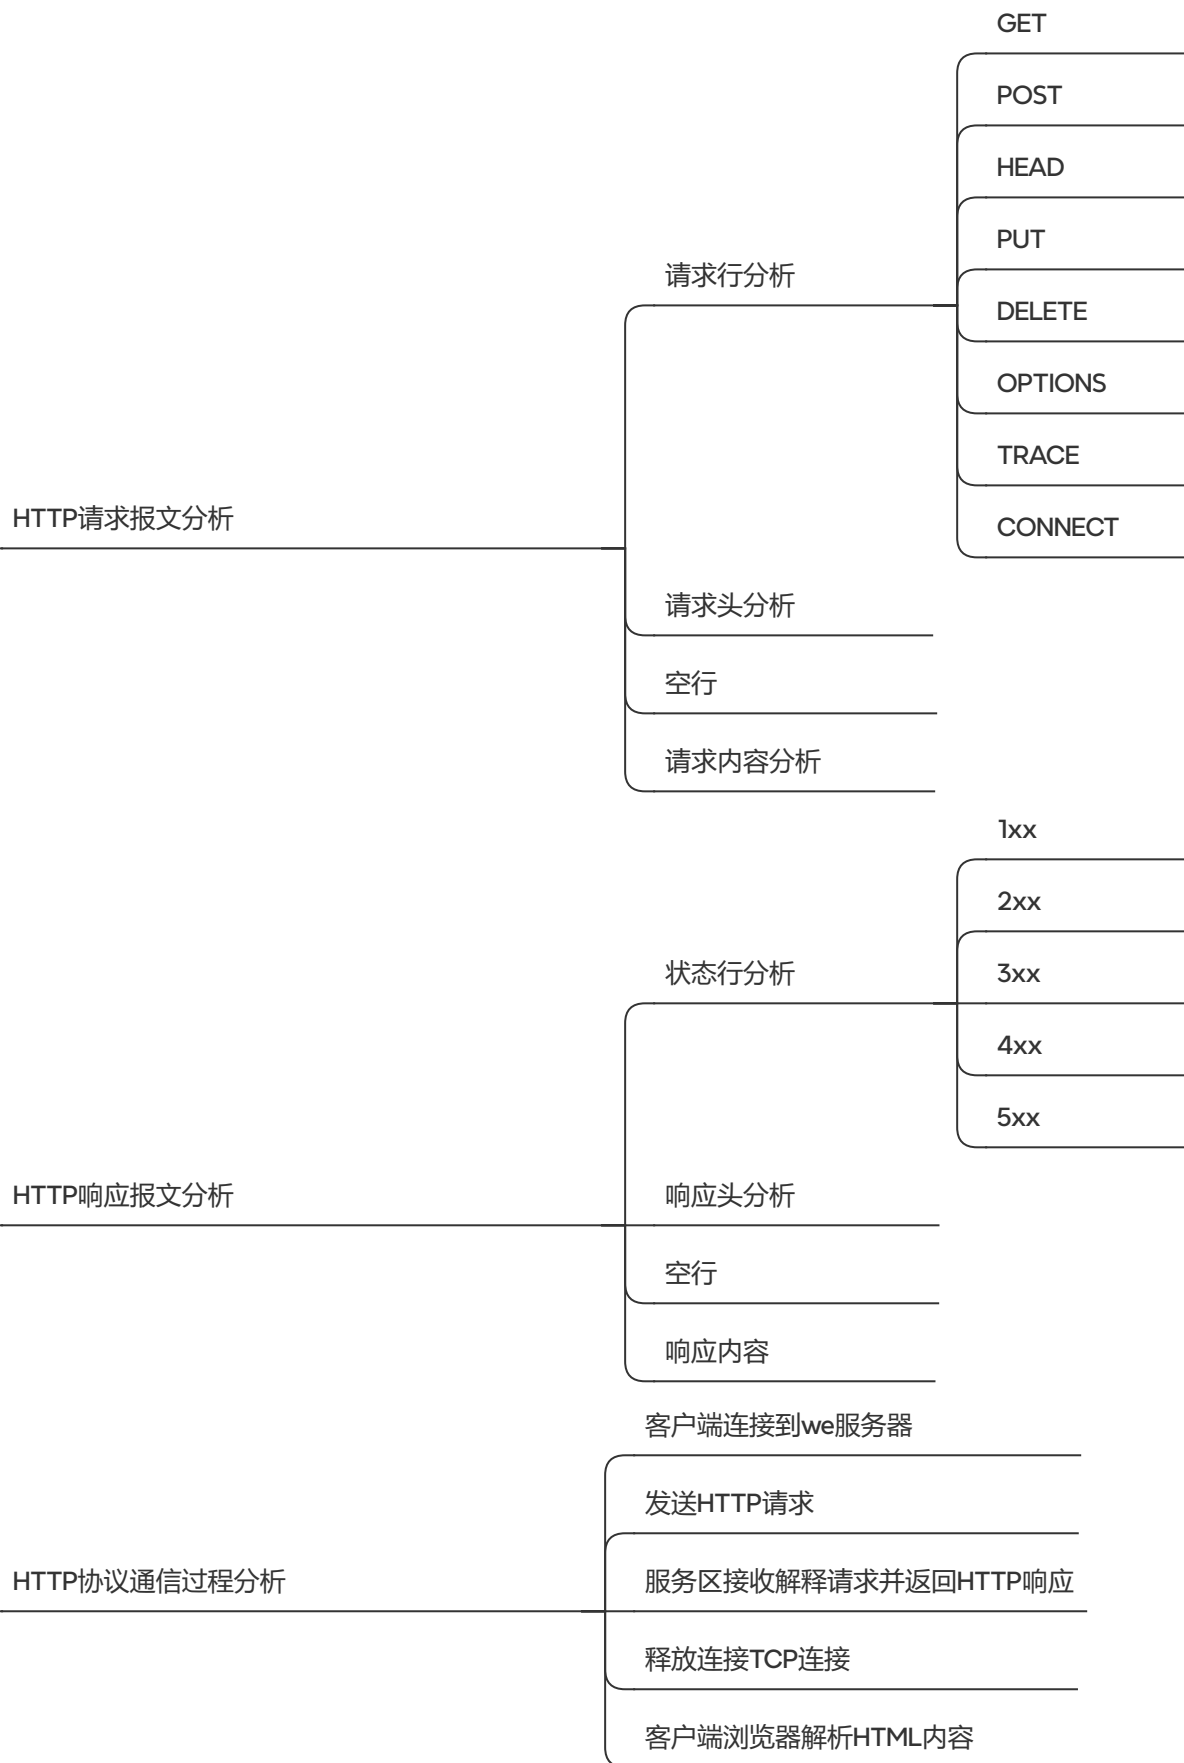 GET
POST
HEAD
PUT
请求行分析
DELETE
OPTIONS
TRACE
HTTP请求报文分析
CONNECT
请求头分析
空行
请求内容分析
1xx
2xx
状态行分析
3xx
4xx
5xx
HTTP响应报文分析
响应头分析
空行
响应内容
客户端连接到we服务器
发送HTTP请求
HTTP协议通信过程分析
服务区接收解释请求并返回HTTP响应
释放连接TCP连接
客户端浏览器解析HTML内容